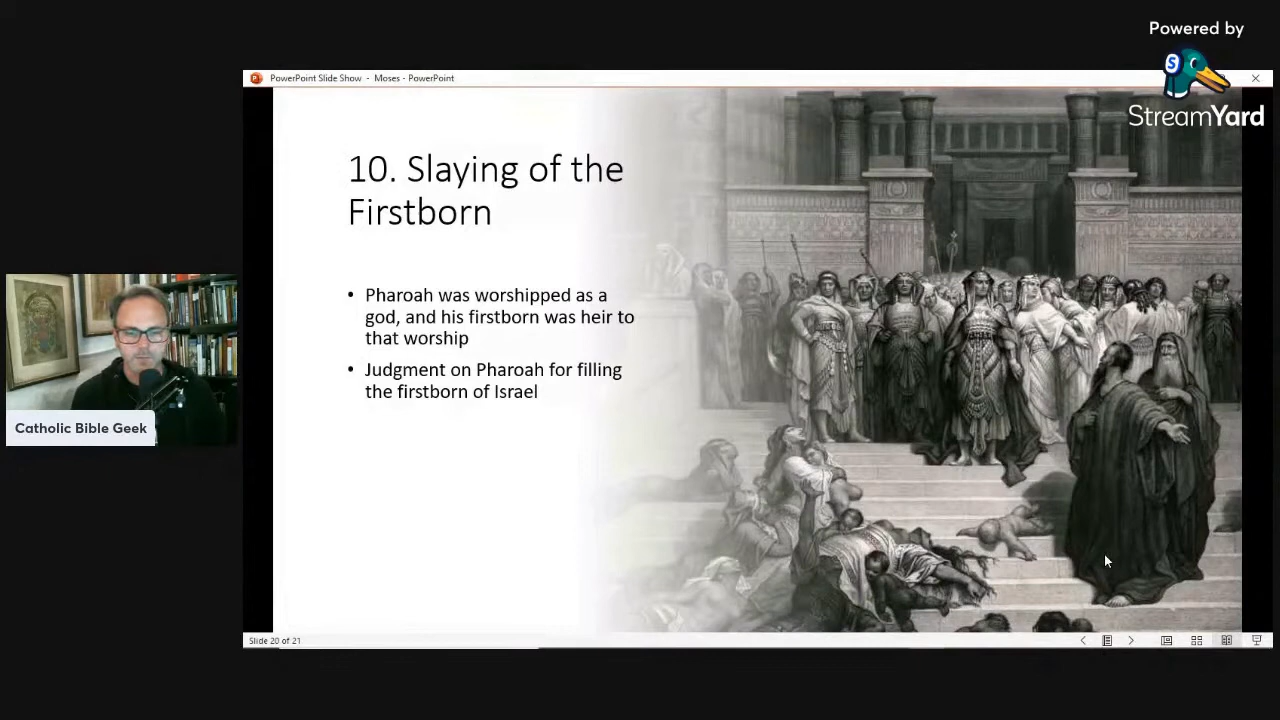 Powered by
StreamYard
PowerPoint Slide Show - Moses - PowerPoint
10. Slaying of the
Firstborn
• Pharoah was worshipped as a
god, and his firstborn was heir to
that worship
• Judgment on Pharoah for filling
the firstborn of Israel
Catholic Bible Geek
Slide 20 of 21